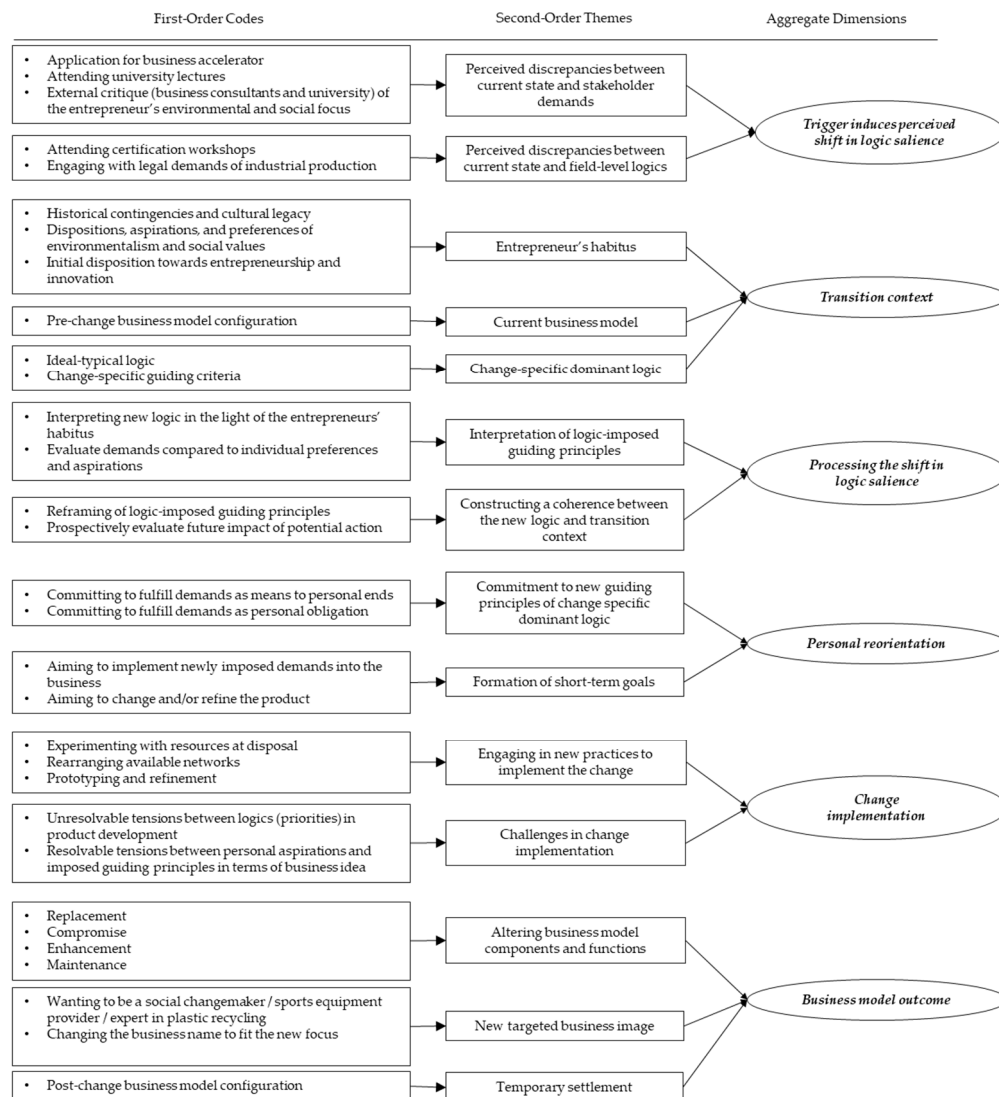 First-Order Codes
Second-Order Themes
Aggregate Dimensions
• Application for business accelerator
• Attending university lectures
• External critique (business consultants and university) of
the entrepreneur's environmental and social focus
Perceived discrepancies between
current state and stakeholder
demands
• Attending certification workshops
• Engaging with legal demands of industrial production
Perceived discrepancies between
current state and field-level logics
Trigger induces perceived
shift in logic salience
• Historical contingencies and cultural legacy
• Dispositions, aspirations, and preferences of
environmentalism and social values
• Initial disposition towards entrepreneurship and
innovation
Entrepreneur's habitus
• Pre-change business model configuration
Current business model
• Ideal-typical logic
• Change-specific guiding criteria
Change-specific dominant logic
Transition context
• Interpreting new logic in the light of the entrepreneurs'
habitus
• Evaluate demands compared to individual preferences
and aspirations
Interpretation of logic-imposed
guiding principles
• Reframing of logic-imposed guiding principles
• Prospectively evaluate future impact of potential action
Constructing a coherence between
the new logic and transition
context
Processing the shift in
logic salience
• Committing to fulfill demands as means to personal ends
• Committing to fulfill demands as personal obligation
Commitment to new guiding
principles of change specific
dominant logic
• Aiming to implement newly imposed demands into the
business
• Aiming to change and/or refine the product
Formation of short-term goals
Personal reorientation
• Experimenting with resources at disposal
• Rearranging available networks
• Prototyping and refinement
Engaging in new practices to
implement the change
• Unresolvable tensions between logics (priorities) in
product development
• Resolvable tensions between personal aspirations and
imposed guiding principles in terms of business idea
Challenges in change
implementation
Change
implementation
• Replacement
• Compromise
• Enhancement
• Maintenance
Altering business model
components and functions
• Wanting to be a social changemaker / sports equipment
provider / expert in plastic recycling
• Changing the business name to fit the new focus
New targeted business image
• Post-change business model configuration
Temporary settlement
Business model outcome